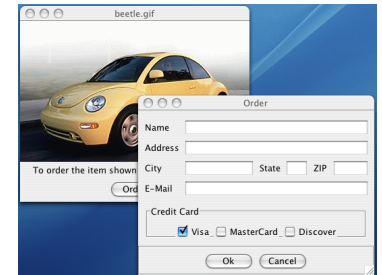 beetle.gif
To order the item shown
Ord
Order
Name
Address
City State ZIP
E-Mail
Credit Card
Visa MasterCard Discover
Ok Cancel